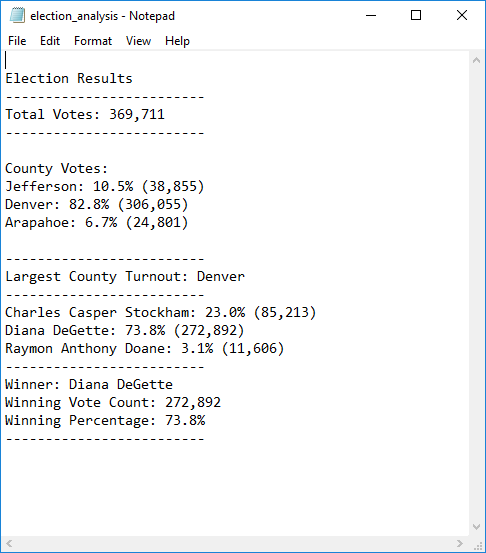 election_analysis - Notepad
File Edit Format View Help
Election Results
-------------------------
Total Votes: 369,711
-------------------------
County Votes:
Jefferson: 10.5% (38,855)
Denver: 82.8% (306,055)
Arapahoe: 6.7% (24,801)
-------------------------
Largest County Turnout: Denver
-------------------------
Charles Casper Stockham: 23.0% (85,213)
Diana DeGette: 73.8% (272,892)
Raymon Anthony Doane: 3.1% (11,606)
-------------------------
Winner: Diana DeGette
Winning Vote Count: 272,892
Winning Percentage: 73.8%
-------------------------